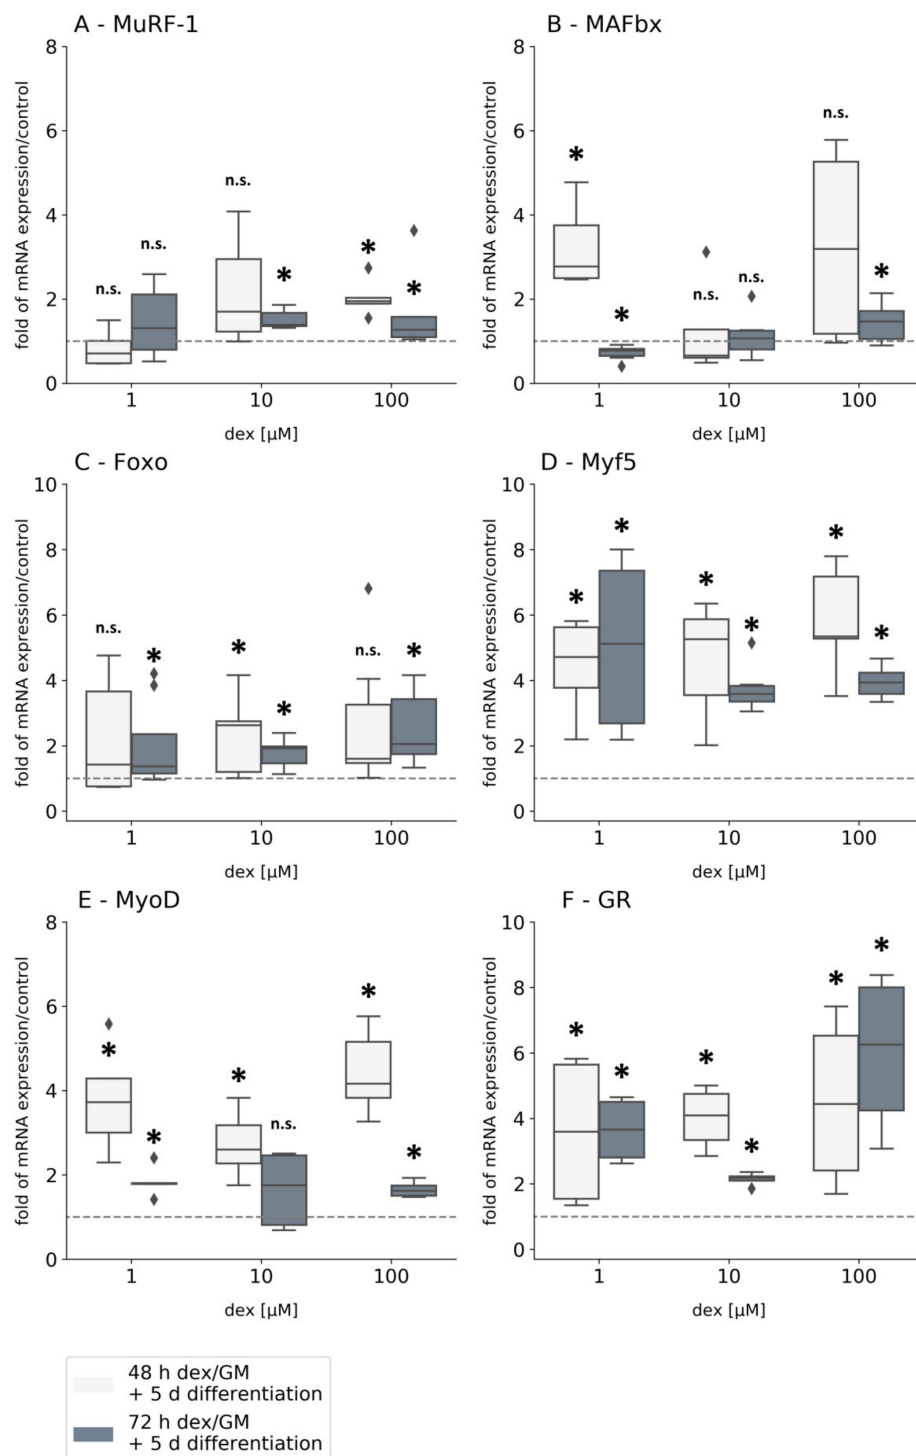 A - MuRF-1
fold of mRNA expression/control
8
6
4
2
0
n.s.
n.s.
n.s.
*
*
*
1
10
100
dex [µM]
B - MAFbx
fold of mRNA expression/control
8
6
4
2
0
*
*
n.s.
n.s.
n.s.
*
1
10
100
dex [µM]
C - Foxo
fold of mRNA expression/control
10
8
6
4
2
0
n.s.
*
*
*
n.s.
*
1
10
100
dex [µM]
D - Myf5
fold of mRNA expression/control
10
8
6
4
2
0
*
*
*
*
*
*
1
10
100
dex [µM]
E - MyoD
fold of mRNA expression/control
8
6
4
2
0
*
*
*
n.s.
*
*
1
10
100
dex [µM]
F - GR
fold of mRNA expression/control
10
8
6
4
2
0
*
*
*
*
*
*
1
10
100
dex [µM]
48 h dex/GM
+ 5 d differentiation
72 h dex/GM
+ 5 d differentiation